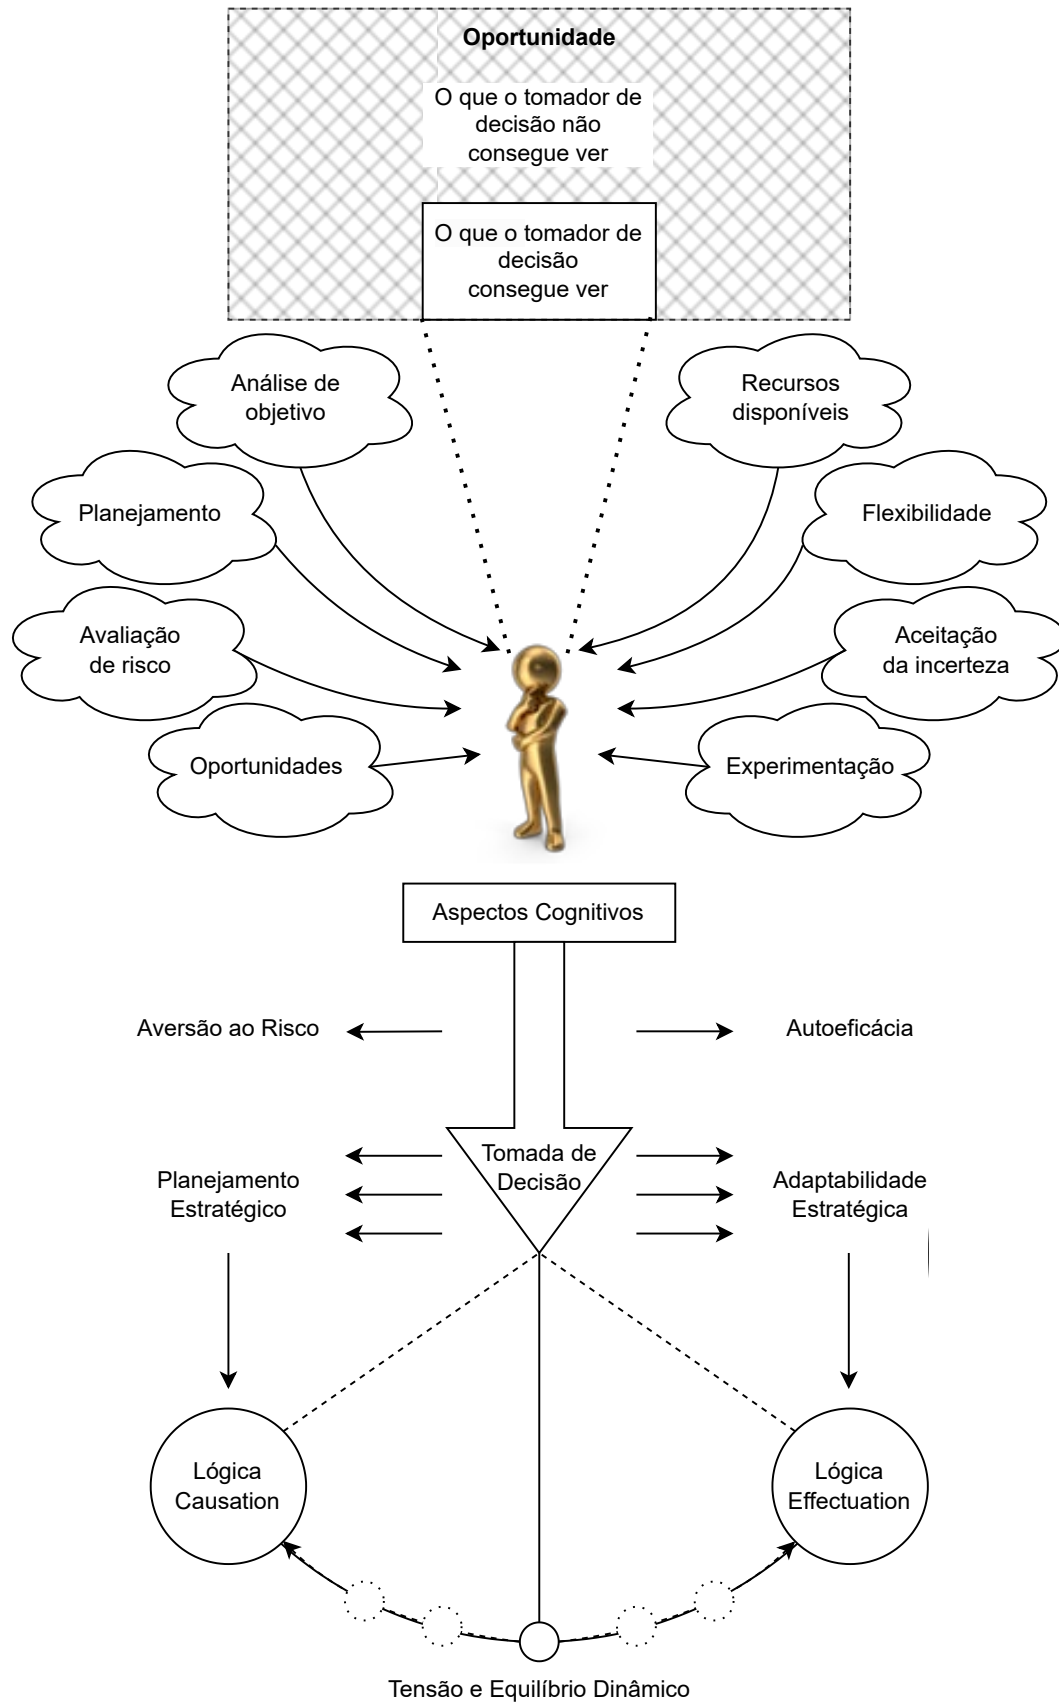 Oportunidade
O que o tomador de
decisão não
consegue ver
O que o tomador de
decisão
consegue ver
Análise de
objetivo
Recursos
disponíveis
Planejamento
Flexibilidade
Avaliação
de risco
Aceitação
da incerteza
Oportunidades
Experimentação
Aspectos Cognitivos
Aversão ao Risco
Autoeficácia
Tomada de
Decisão
Planejamento
Estratégico
Adaptabilidade
Estratégica
Lógica
Causation
Lógica
Effectuation
Tensão e Equilíbrio Dinâmico